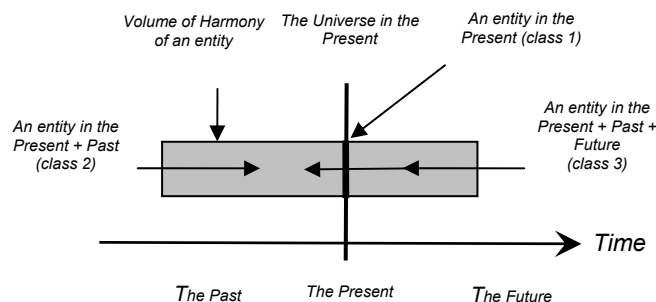 Volume of Harmony
of an entity
The Universe in the
Present
An entity in the
Present (class 1)
An entity in the
Present + Past
(class 2)
An entity in the
Present + Past +
Future
(class 3)
Time
The Past
The Present
The Future